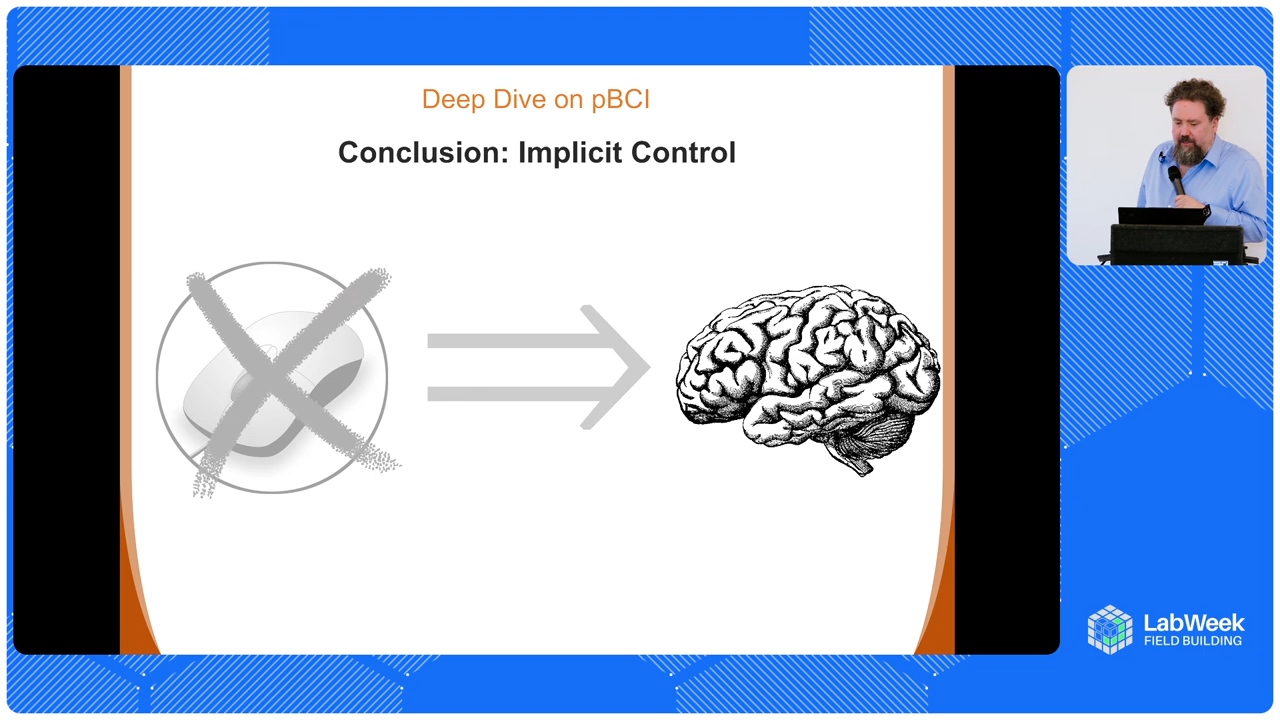 Deep Dive on pBCI
Conclusion: Implicit Control
LabWeek
FIELD BUILDING